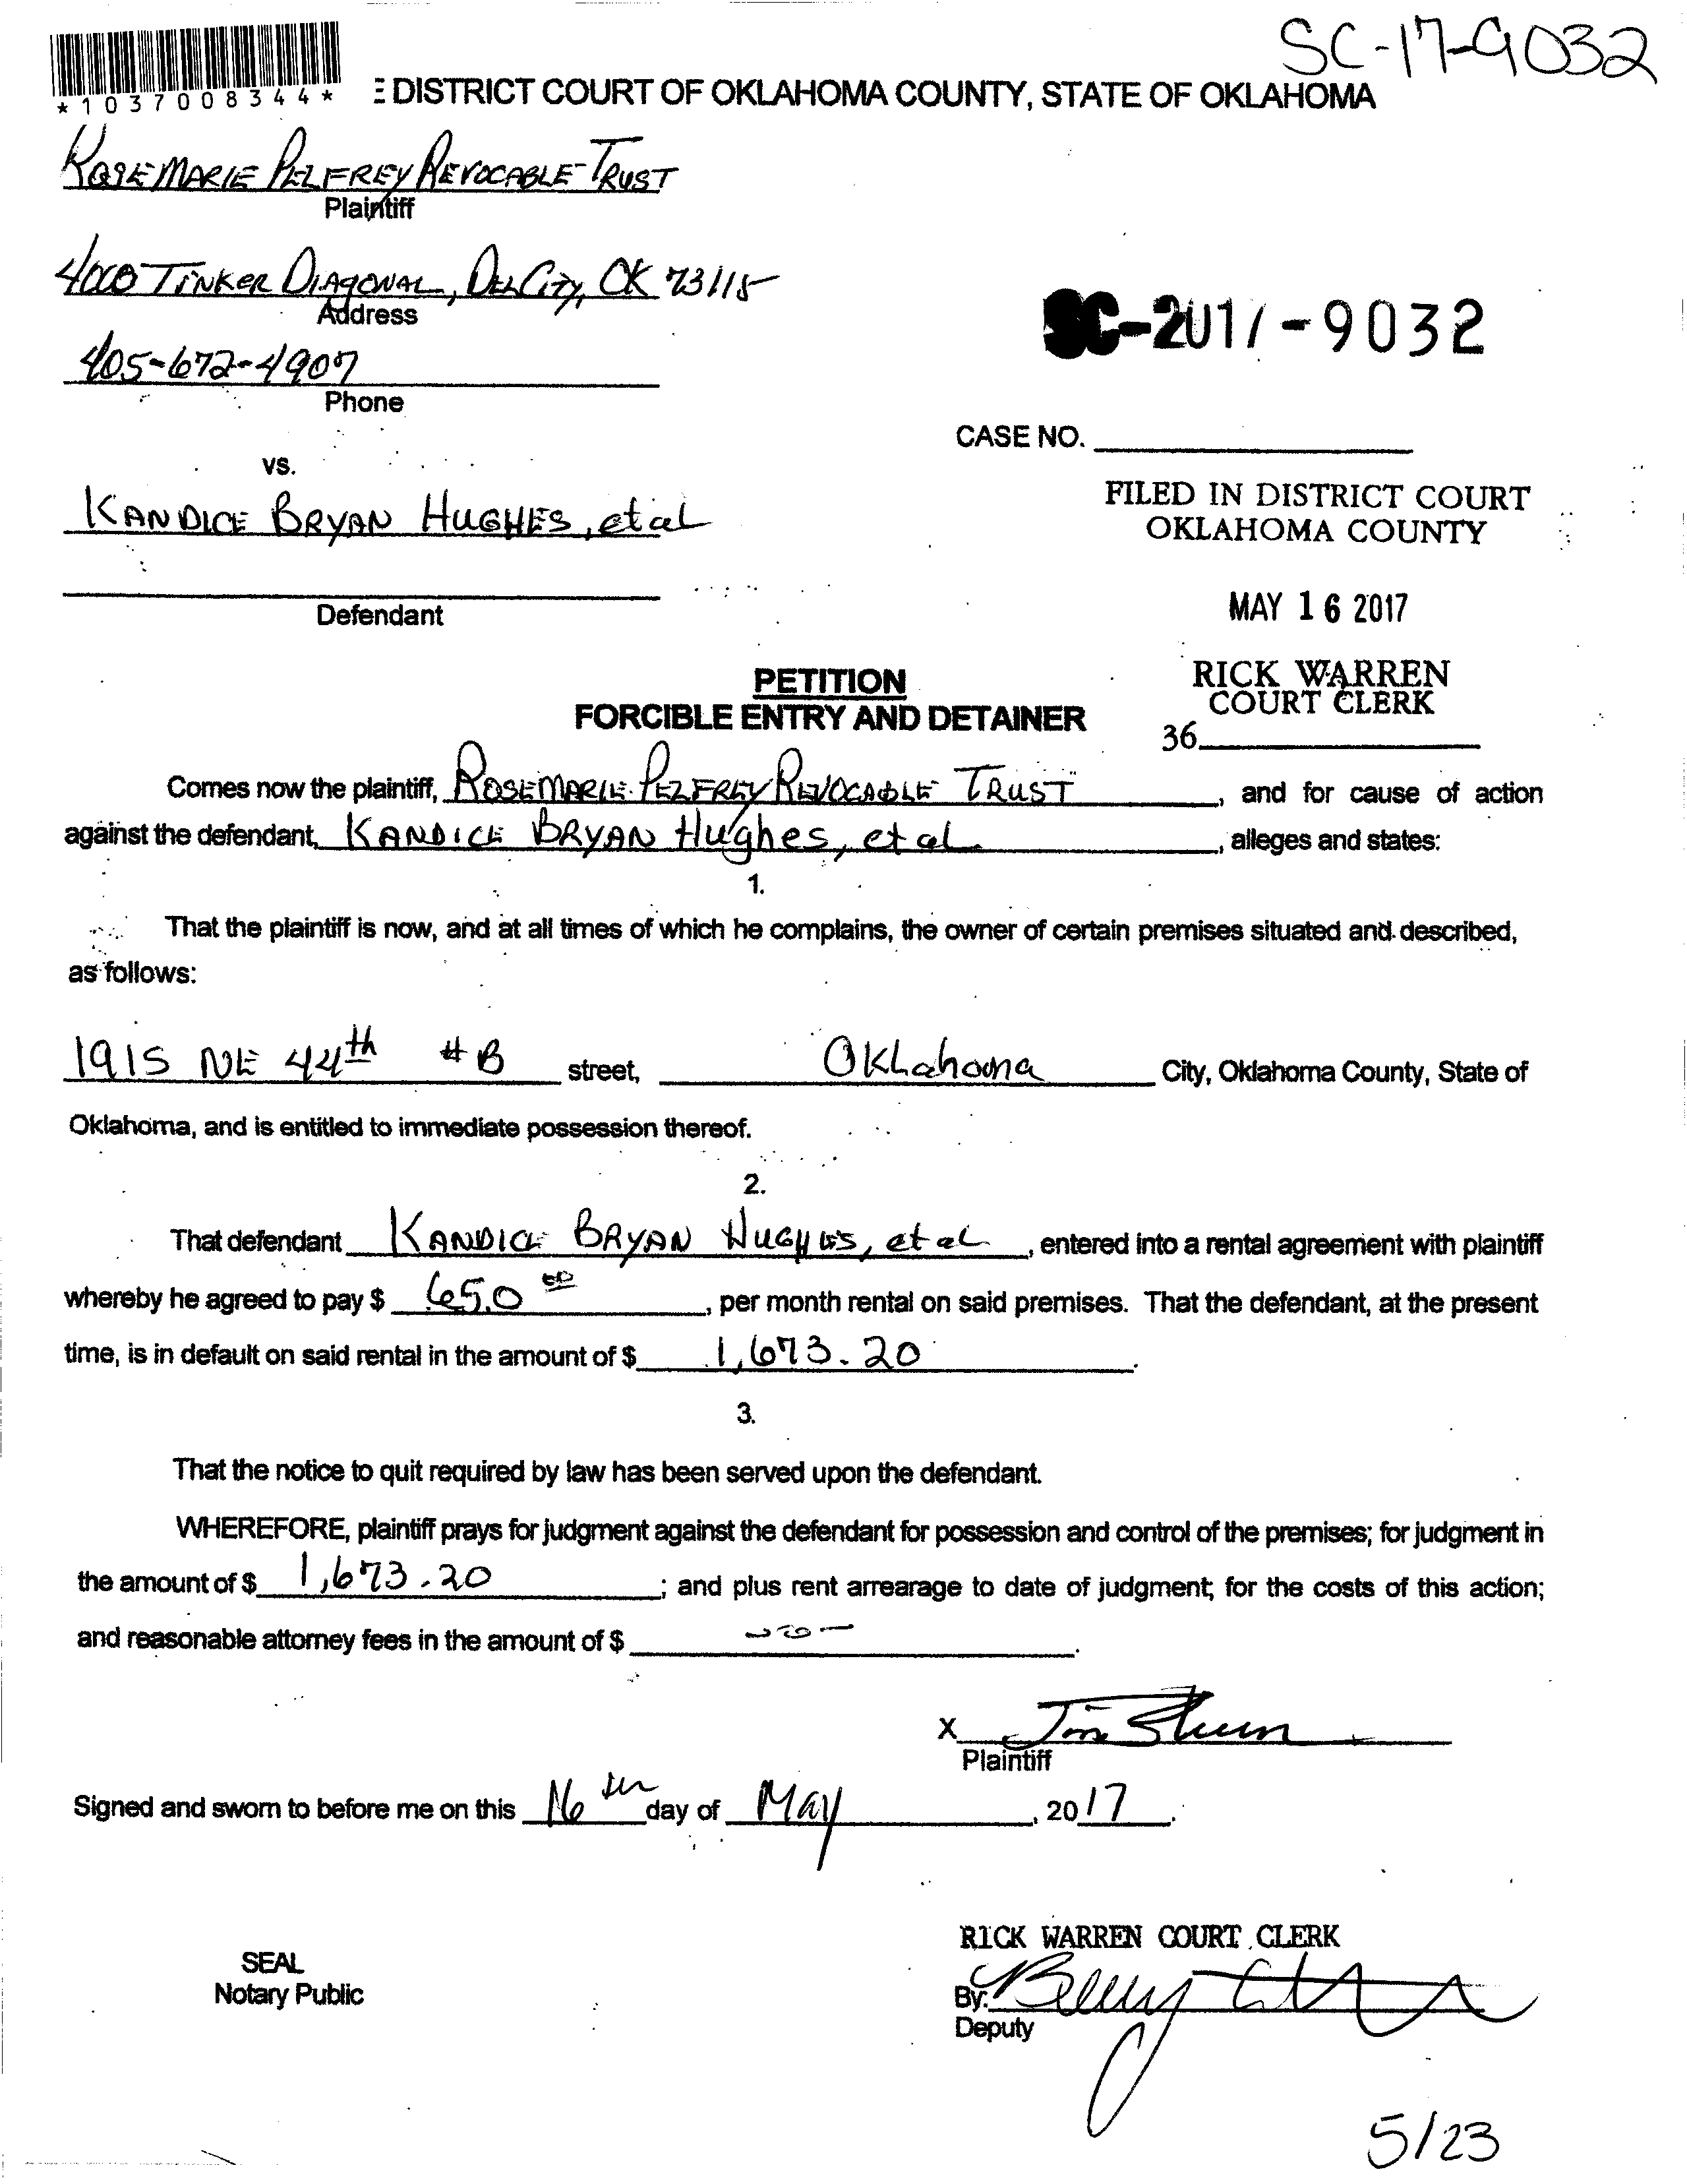 SC-17-9032
*1037008344*
E DISTRICT COURT OF OKLAHOMA COUNTY, STATE OF OKLAHOMA
ROSEMARIE PELFREY REVOCABLE TRUST
Plaintiff
4000 TINKER DIAGONAL, DEL CITY, OK 73115
Address
SC-2017-9032
405-672-4907
Phone
CASE NO.
vs.
KANDICE BRYAN HUGHES, et al
FILED IN DISTRICT COURT
OKLAHOMA COUNTY
Defendant
MAY 16 2017
PETITION
FORCIBLE ENTRY AND DETAINER
RICK WARREN
COURT CLERK
36
Comes now the plaintiff, ROSEMARIE PELFREY REVOCABLE TRUST, and for cause of action
against the defendant, KANDICE BRYAN Hughes, et al, alleges and states:
1.
That the plaintiff is now, and at all times of which he complains, the owner of certain premises situated and described,
as follows:
1915 NE 44th #B street, Oklahoma City, Oklahoma County, State of
Oklahoma, and is entitled to immediate possession thereof.
2.
That defendant KANDICE BRYAN HUGHES, et al, entered into a rental agreement with plaintiff
whereby he agreed to pay $ 650 00, per month rental on said premises. That the defendant, at the present
time, is in default on said rental in the amount of $ 1,673.20.
3.
That the notice to quit required by law has been served upon the defendant.
WHEREFORE, plaintiff prays for judgment against the defendant for possession and control of the premises; for judgment in
the amount of $ 1,673.20; and plus rent arrearage to date of judgment; for the costs of this action;
and reasonable attorney fees in the amount of $ -0-.
X
Plaintiff
Signed and sworn to before me on this 16th day of May, 2017.
RICK WARREN COURT CLERK
SEAL
Notary Public
By:
Deputy
5/23